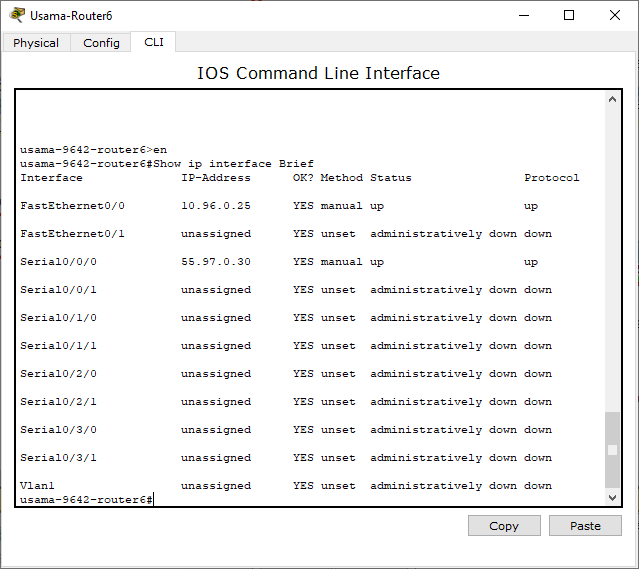 Usama-Router6
Physical Config CLI
IOS Command Line Interface
usama-9642-router6>en
usama-9642-router6#Show ip interface Brief
Interface IP-Address OK? Method Status Protocol
FastEthernet0/0 10.96.0.25 YES manual up up
FastEthernet0/1 unassigned YES unset administratively down down
Serial0/0/0 55.97.0.30 YES manual up up
Serial0/0/1 unassigned YES unset administratively down down
Serial0/1/0 unassigned YES unset administratively down down
Serial0/1/1 unassigned YES unset administratively down down
Serial0/2/0 unassigned YES unset administratively down down
Serial0/2/1 unassigned YES unset administratively down down
Serial0/3/0 unassigned YES unset administratively down down
Serial0/3/1 unassigned YES unset administratively down down
Vlan1 unassigned YES unset administratively down down
usama-9642-router6#
Copy Paste